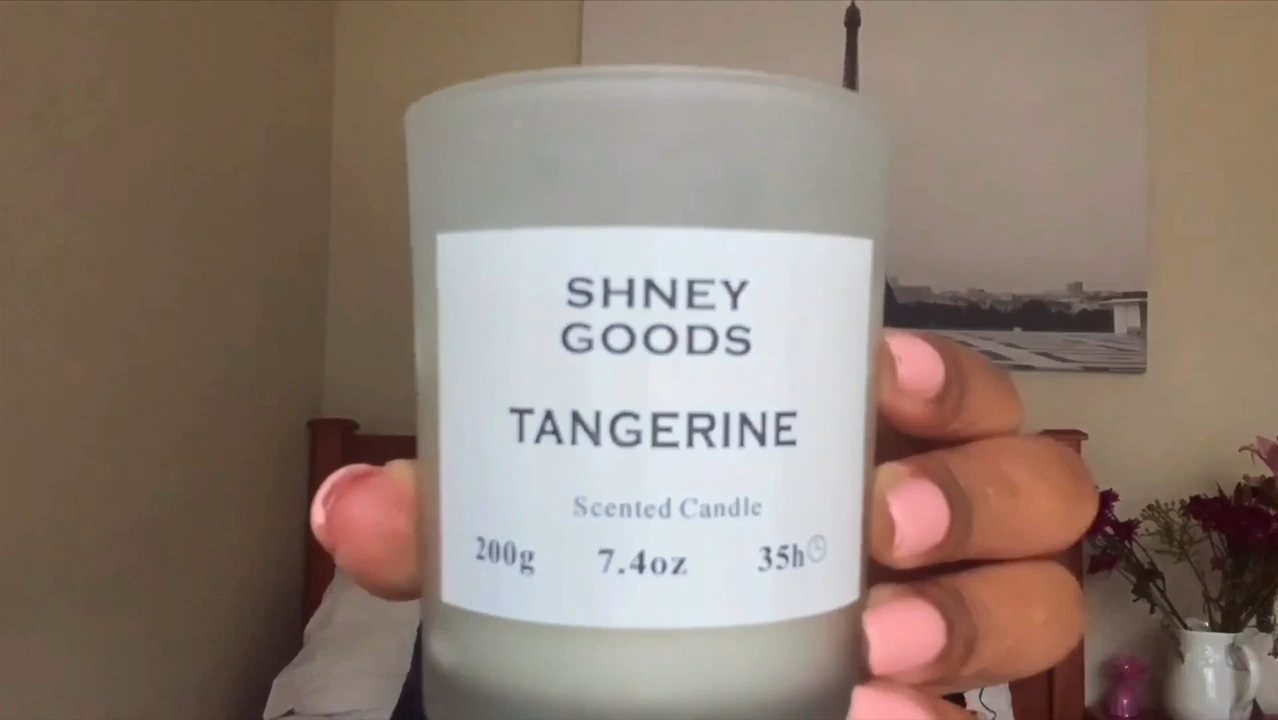 SHNEY
GOODS
TANGERINE
Scented Candle
200g 7.4oz 35h